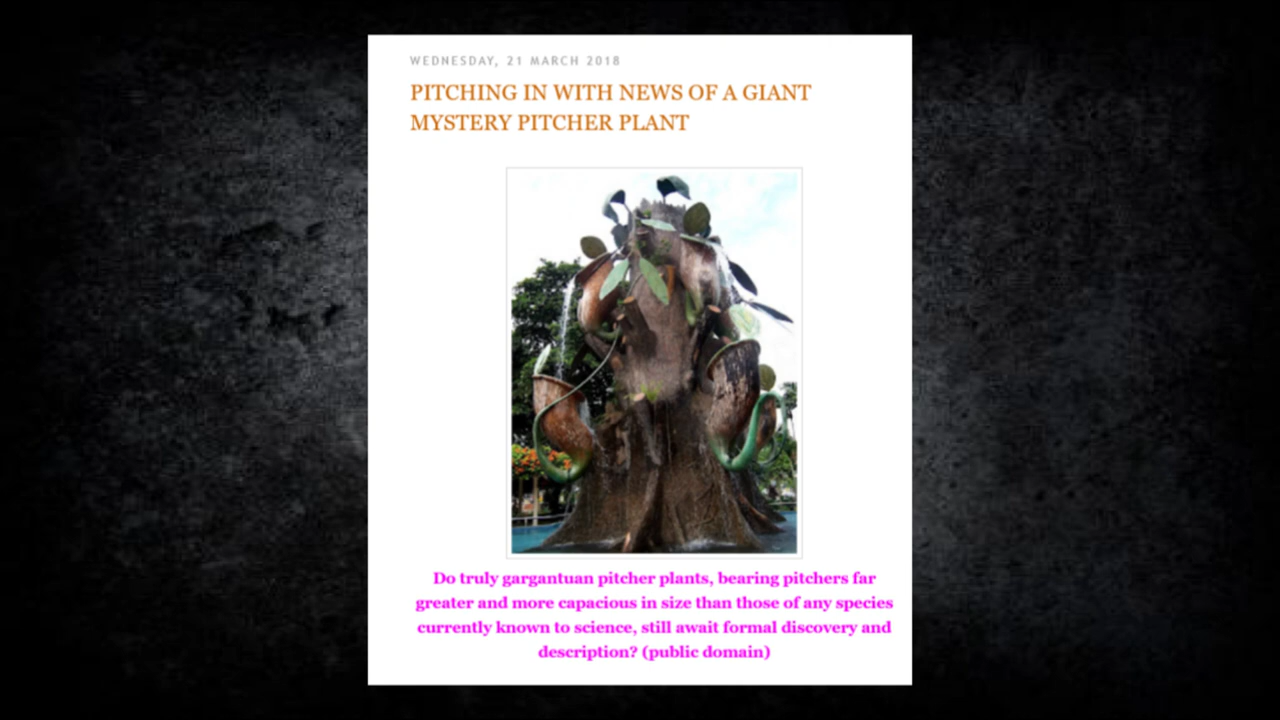 WEDNESDAY, 21 MARCH 2018
PITCHING IN WITH NEWS OF A GIANT
MYSTERY PITCHER PLANT
Do truly gargantuan pitcher plants, bearing pitchers far
greater and more capacious in size than those of any species
currently known to science, still await formal discovery and
description? (public domain)